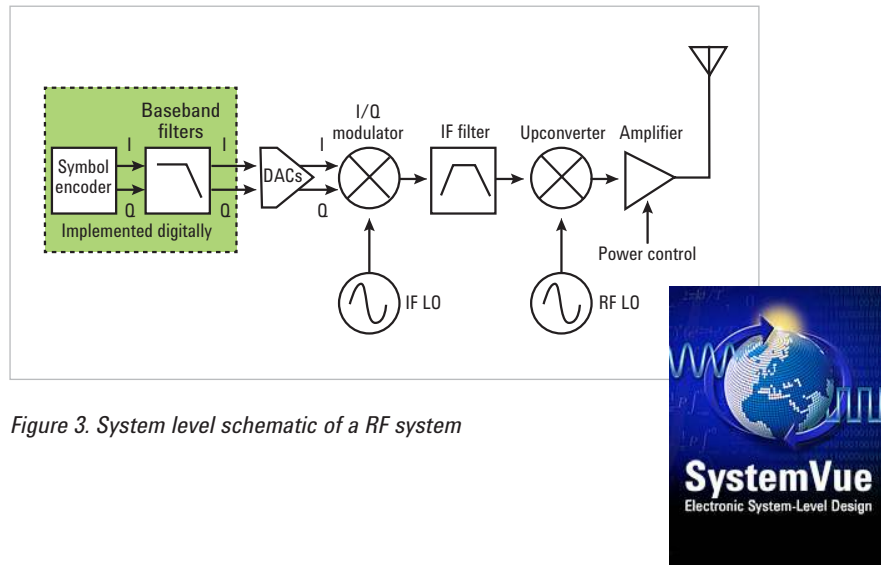 Baseband
filters
I/Q
modulator
IF filter
Upconverter
Amplifier
I
I
I
Symbol
encoder
DACs
Q
Q
Q
Implemented digitally
Power control
IF LO
RF LO
Figure 3. System level schematic of a RF system
SystemVue
Electronic System-Level Design